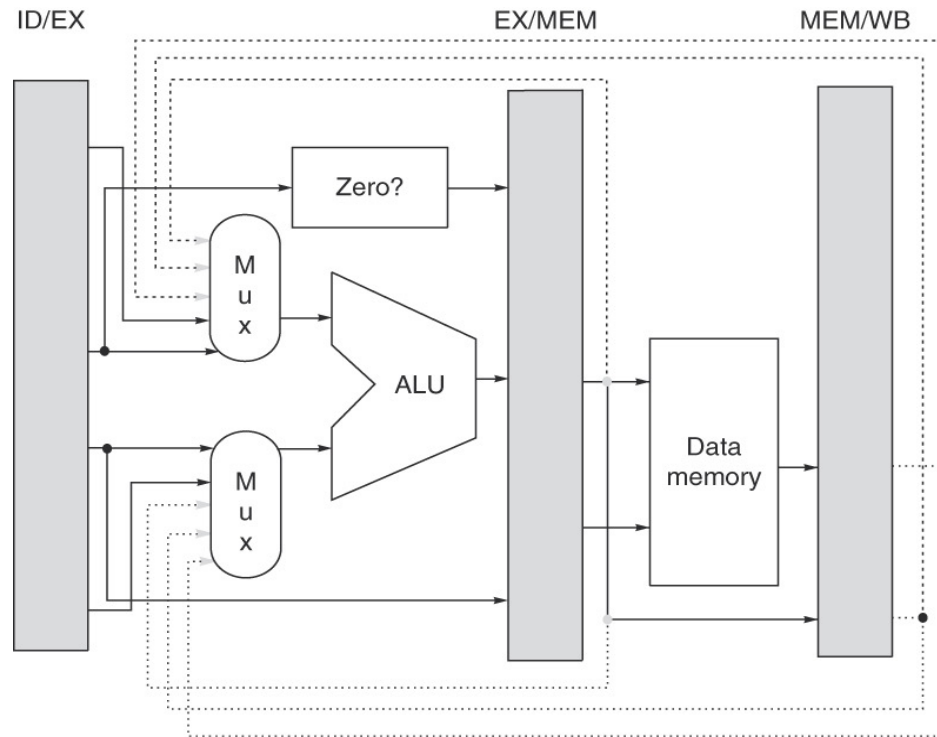 ID/EX
EX/MEM
MEM/WB
Zero?
M
u
x
ALU
M
u
x
Data
memory